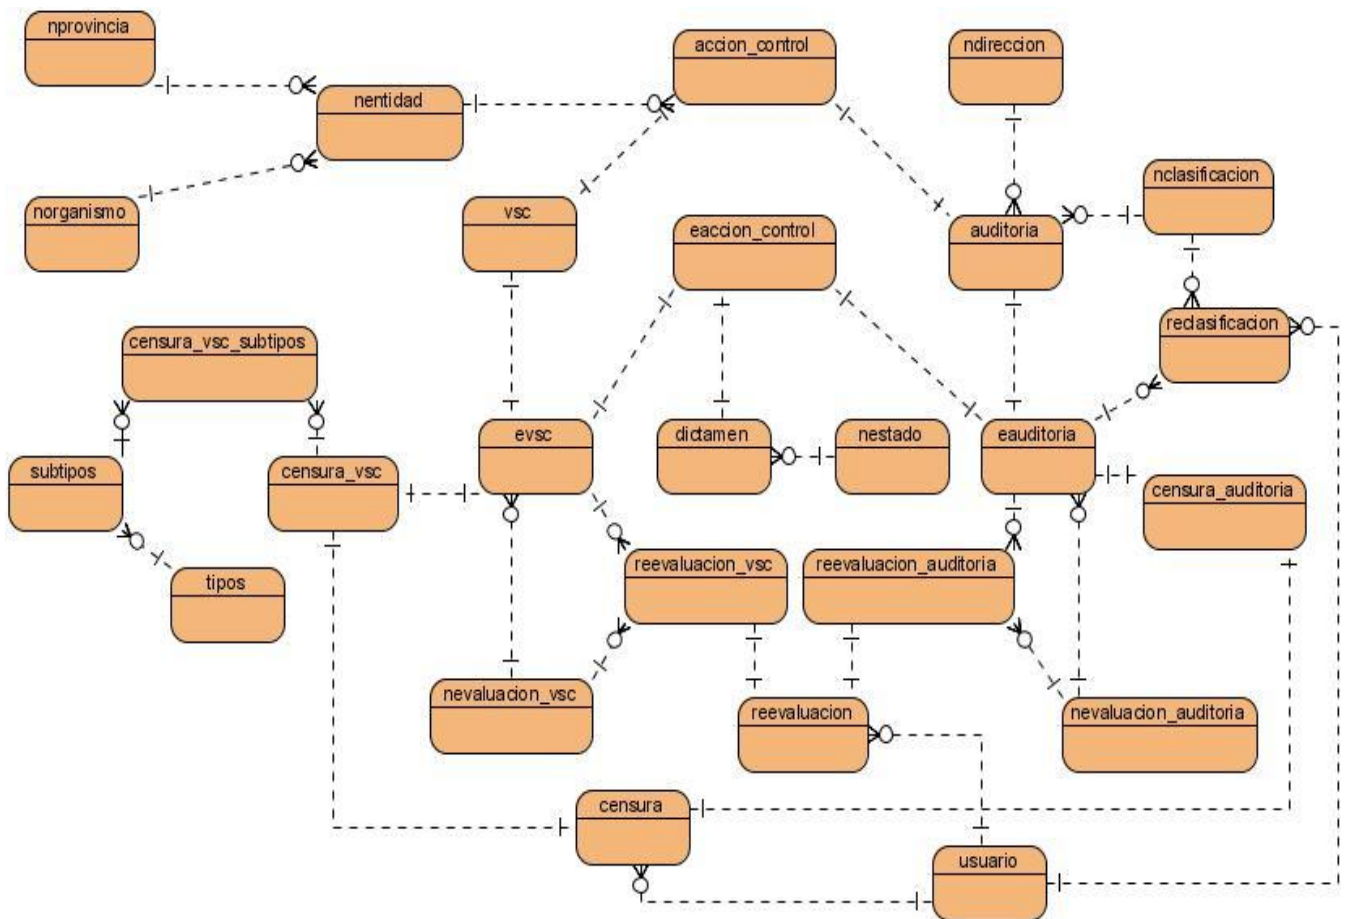 nprovincia
accion_control
ndireccion
nentidad
nclasificacion
norganismo
vsc
eaccion_control
auditoria
reclasificacion
censura_vsc_subtipos
evsc
dictamen
nestado
eauditoria
subtipos
censura_vsc
censura_auditoria
reevaluacion_vsc
reevaluacion_auditoria
tipos
nevaluacion_vsc
reevaluacion
nevaluacion_auditoria
censura
usuario